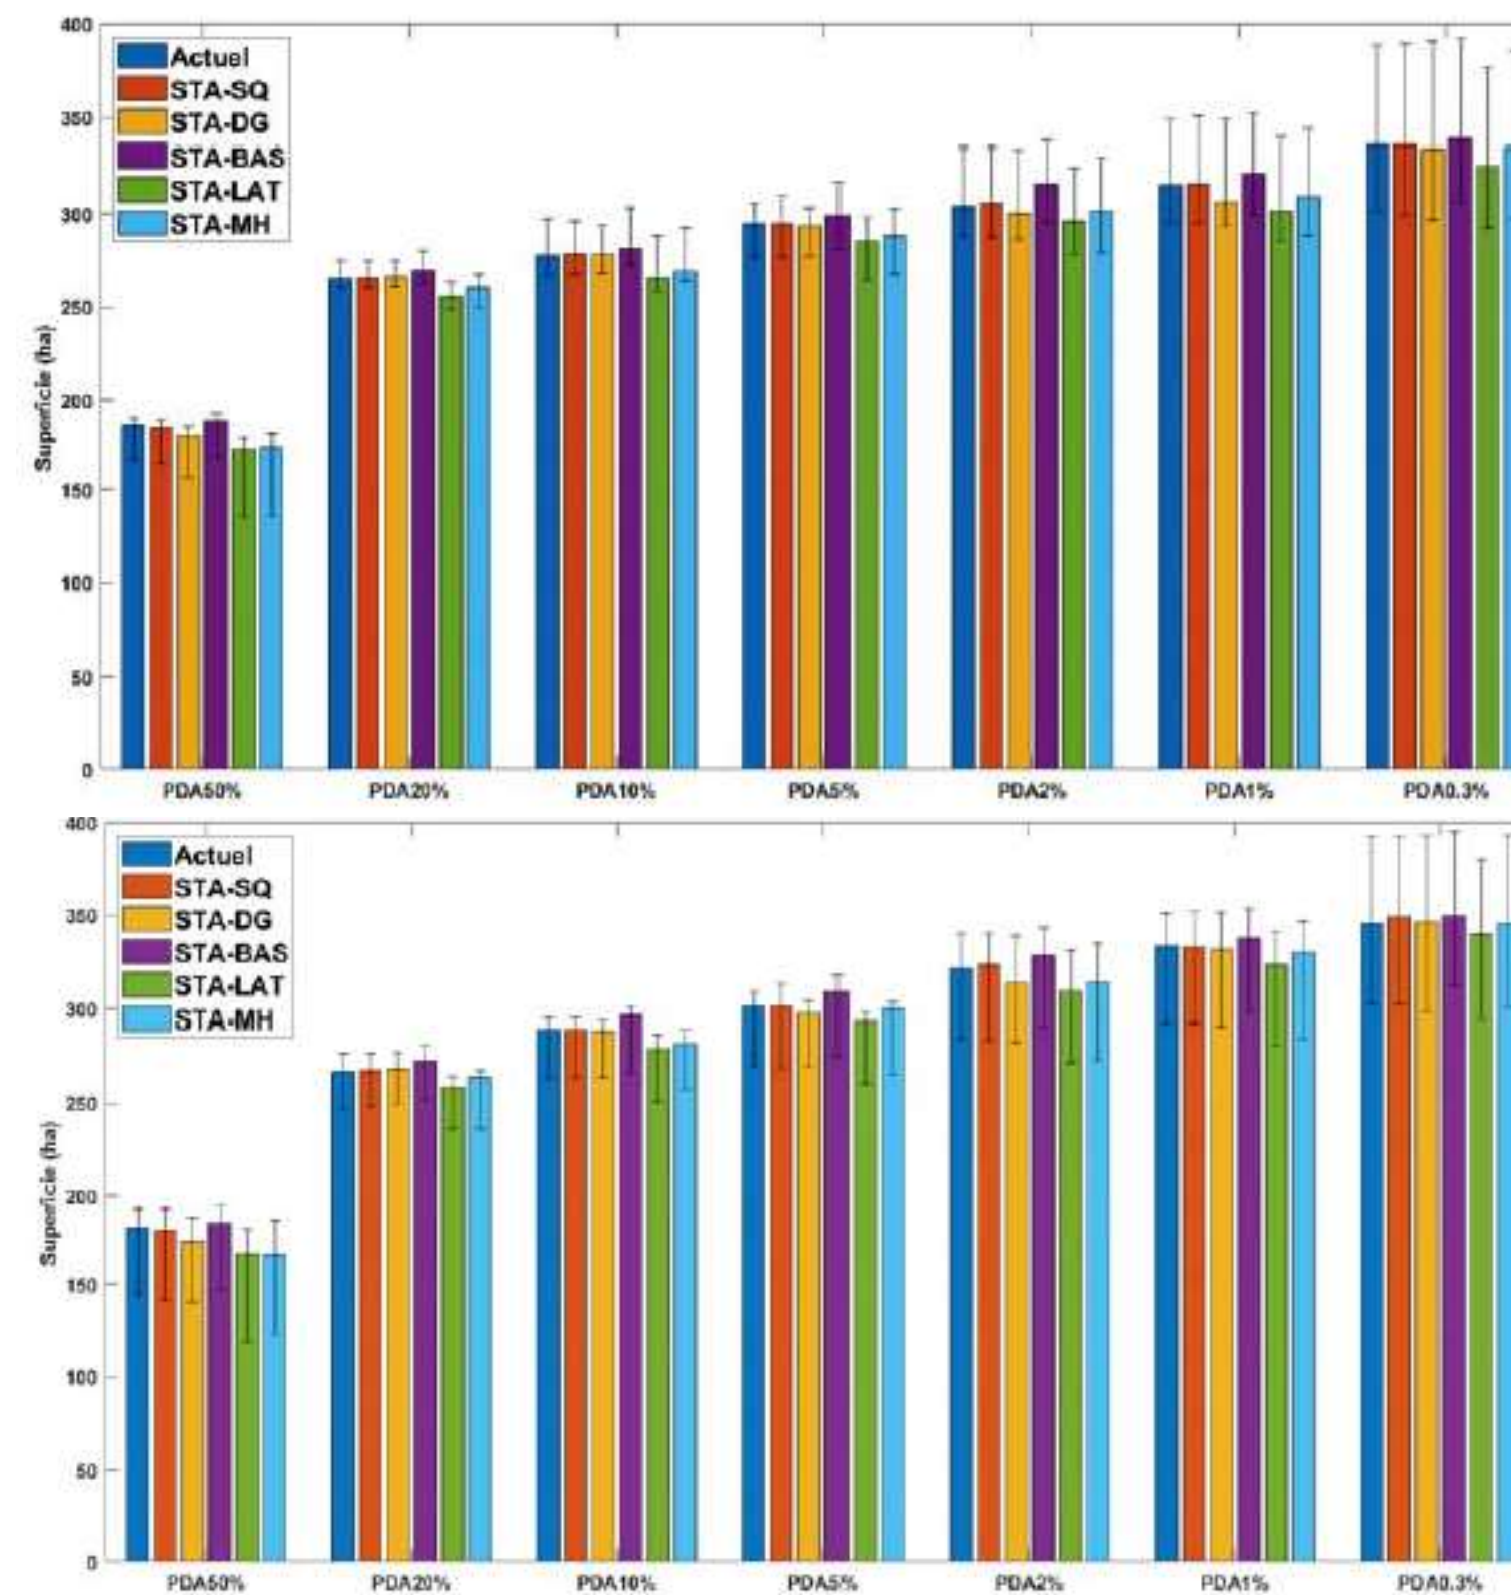 400
350
300
250
200
150
100
50
0
Superficie (ha)
Actuel
STA-SQ
STA-DG
STA-BAS
STA-LAT
STA-MH
PDA50% PDA20% PDA10% PDA5% PDA2% PDA1% PDA0.3%
400
350
300
250
200
150
100
50
0
Superficie (ha)
Actuel
STA-SQ
STA-DG
STA-BAS
STA-LAT
STA-MH
PDA50% PDA20% PDA10% PDA5% PDA2% PDA1% PDA0.3%